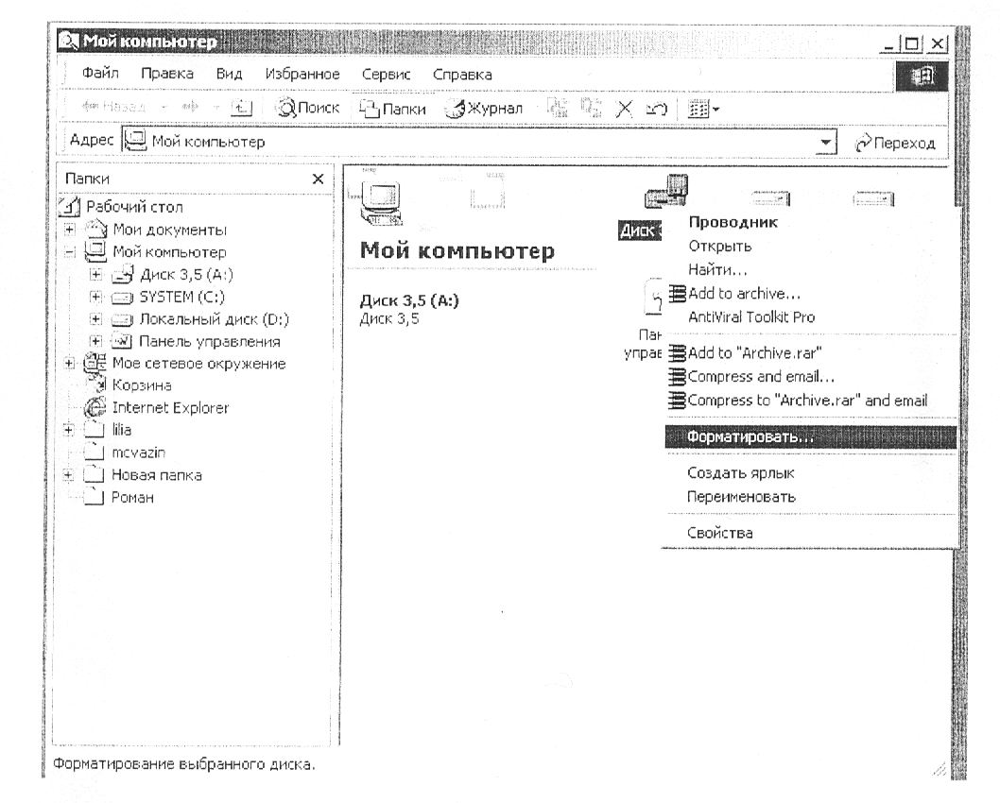 Мой компьютер
Файл Правка Вид Избранное Сервис Справка
Назад Поиск Папки Журнал
Адрес Мой компьютер Переход
Папки
Рабочий стол
Мои документы
Мой компьютер
Диск 3,5 (A:)
SYSTEM (C:)
Локальный диск (D:)
Панель управления
Мое сетевое окружение
Корзина
Internet Explorer
lilia
mcvazin
Новая папка
Роман
Мой компьютер
Диск 3,5 (A:)
Диск 3,5
Диск
Пан
управ
Проводник
Открыть
Найти...
Add to archive...
AntiViral Toolkit Pro
Add to "Archive.rar"
Compress and email...
Compress to "Archive.rar" and email
Форматировать...
Создать ярлык
Переименовать
Свойства
Форматирование выбранного диска.